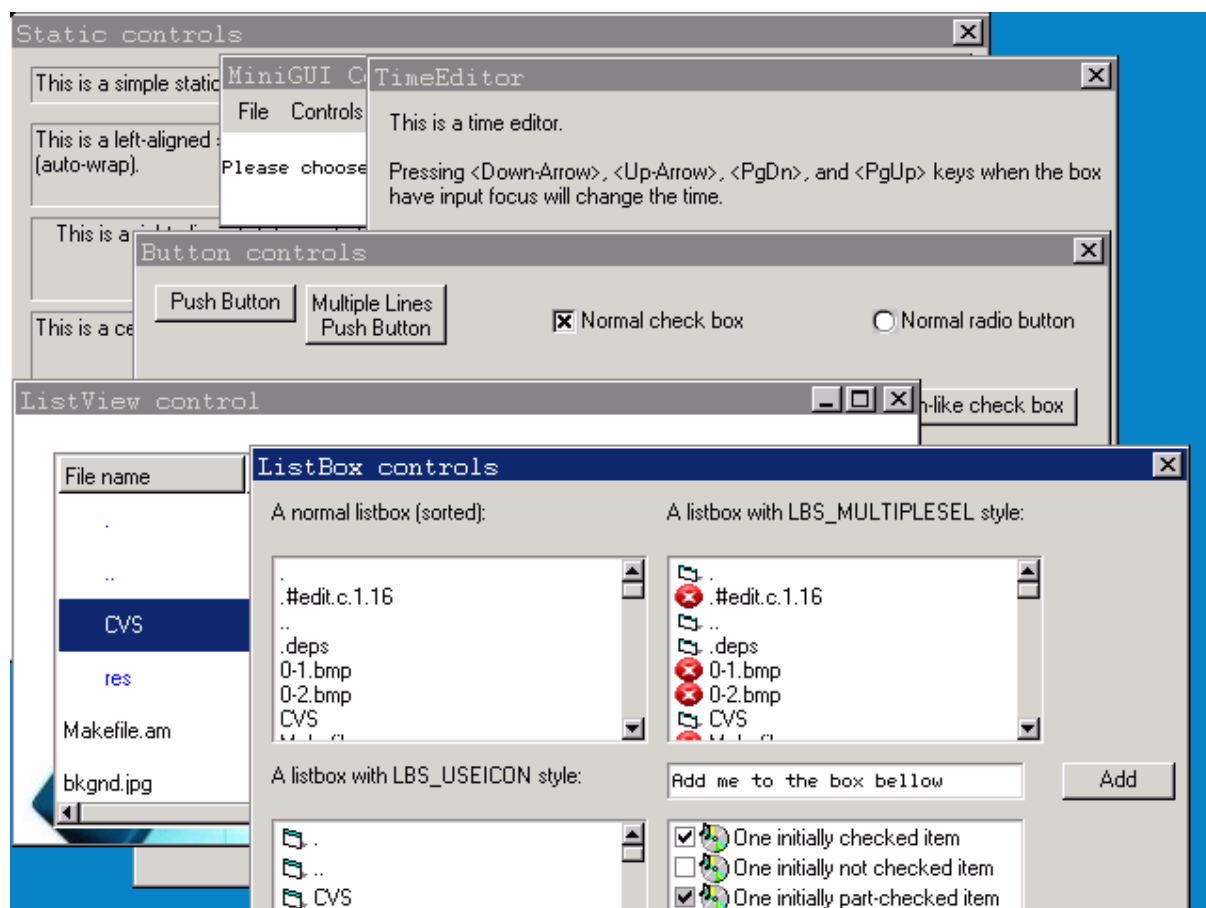 Static controls
This is a simple static
This is a left-aligned
(auto-wrap).
This is a
This is a ce
MiniGUI C
File Controls
Please choose
TimeEditor
This is a time editor.
Pressing <Down-Arrow>, <Up-Arrow>, <PgDn>, and <PgUp> keys when the box
have input focus will change the time.
Button controls
Push Button
Multiple Lines
Push Button
Normal check box
Normal radio button
-like check box
ListView control
File name
.
..
CVS
res
Makefile.am
bkgnd.jpg
ListBox controls
A normal listbox (sorted):
.
.#edit.c.1.16
..
.deps
0-1.bmp
0-2.bmp
CVS
A listbox with LBS_MULTIPLESEL style:
.
.#edit.c.1.16
..
.deps
0-1.bmp
0-2.bmp
CVS
A listbox with LBS_USEICON style:
.
..
CVS
Add me to the box bellow
Add
One initially checked item
One initially not checked item
One initially part-checked item